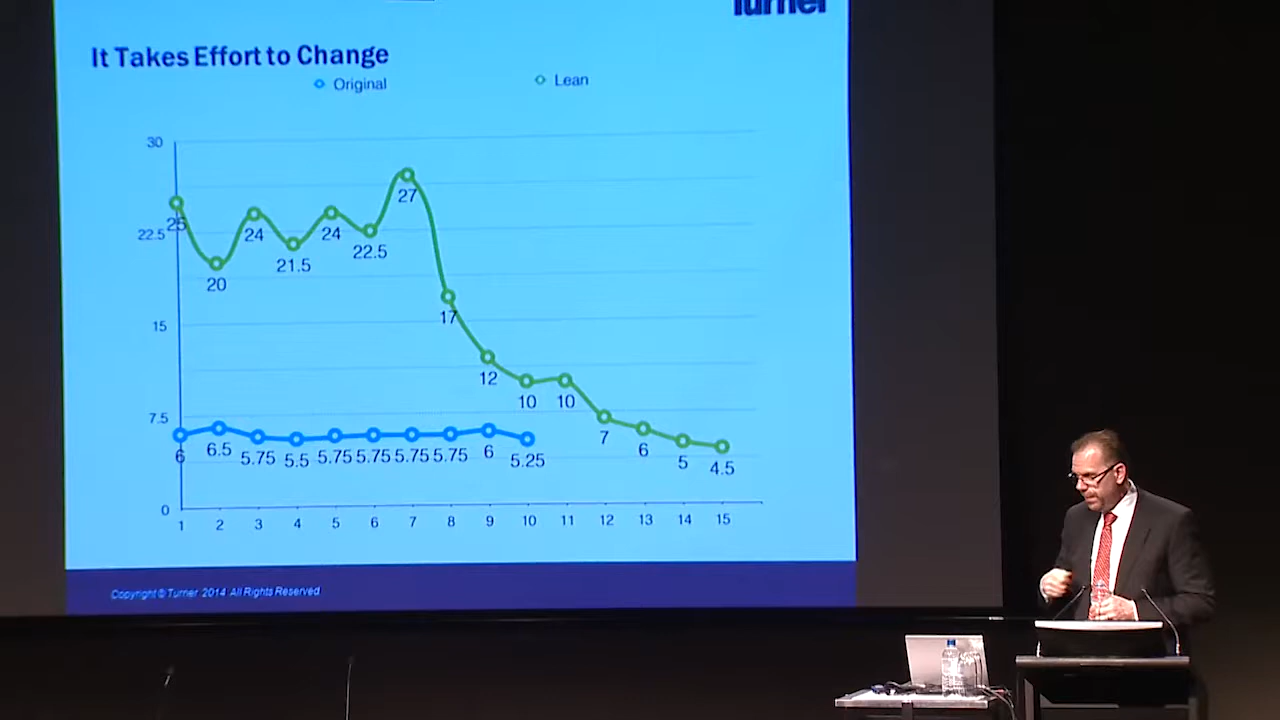 Turner
It Takes Effort to Change
Original Lean
30
22.5
15
7.5
0
25 20 24 21.5 24 22.5 27 17 12 10 10 7 6 5 4.5
6 6.5 5.75 5.5 5.75 5.75 5.75 5.75 6 5.25
1 2 3 4 5 6 7 8 9 10 11 12 13 14 15
Copyright © Turner 2014 All Rights Reserved